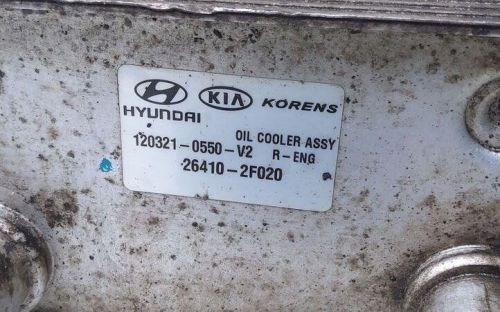 HYUNDAI KIA KORENS
OIL COOLER ASSY
120321-0550-V2 R-ENG
26410-2F020